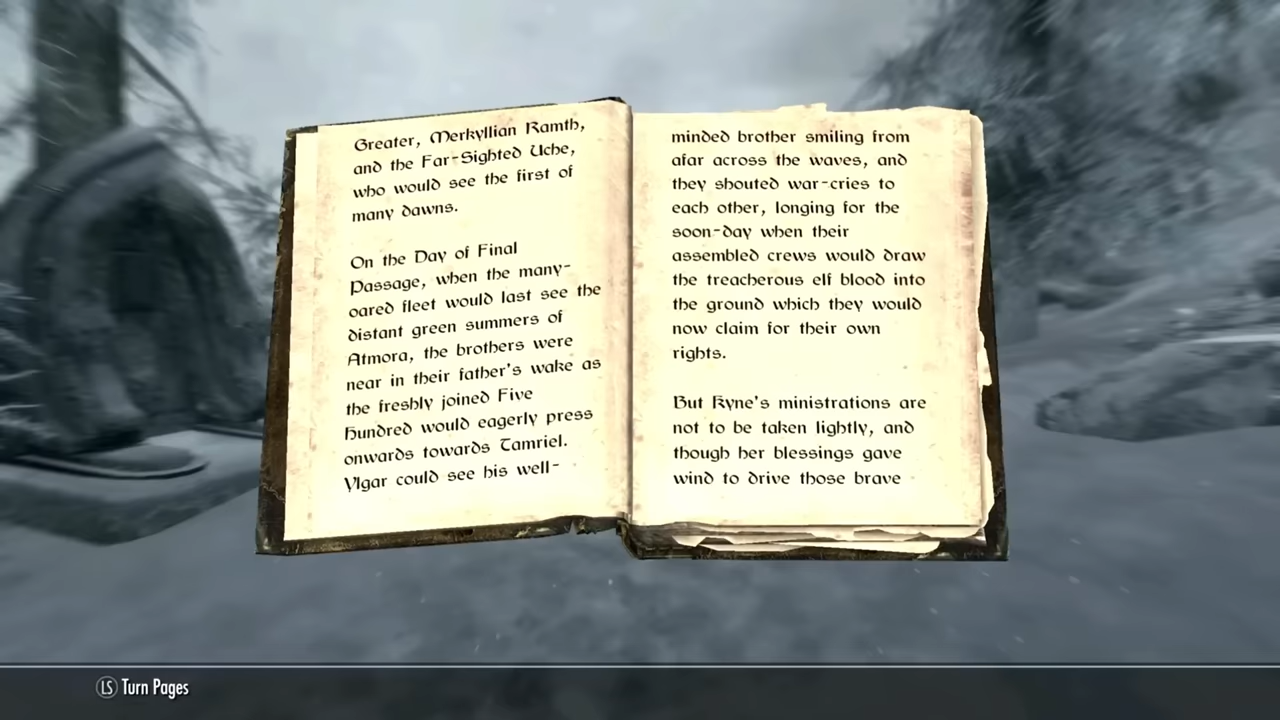 Greater, Merkyllian Ramth,
and the Far-Sighted Uche,
who would see the first of
many dawns.
On the Day of Final
Passage, when the many-
oared fleet would last see the
distant green summers of
Atmora, the brothers were
near in their father's wake as
the freshly joined Five
Hundred would eagerly press
onwards towards Tamriel.
Ylgar could see his well-
minded brother smiling from
afar across the waves, and
they shouted war-cries to
each other, longing for the
soon-day when their
assembled crews would draw
the treacherous elf blood into
the ground which they would
now claim for their own
rights.
But Kyne's ministrations are
not to be taken lightly, and
though her blessings gave
wind to drive those brave
LS Turn Pages